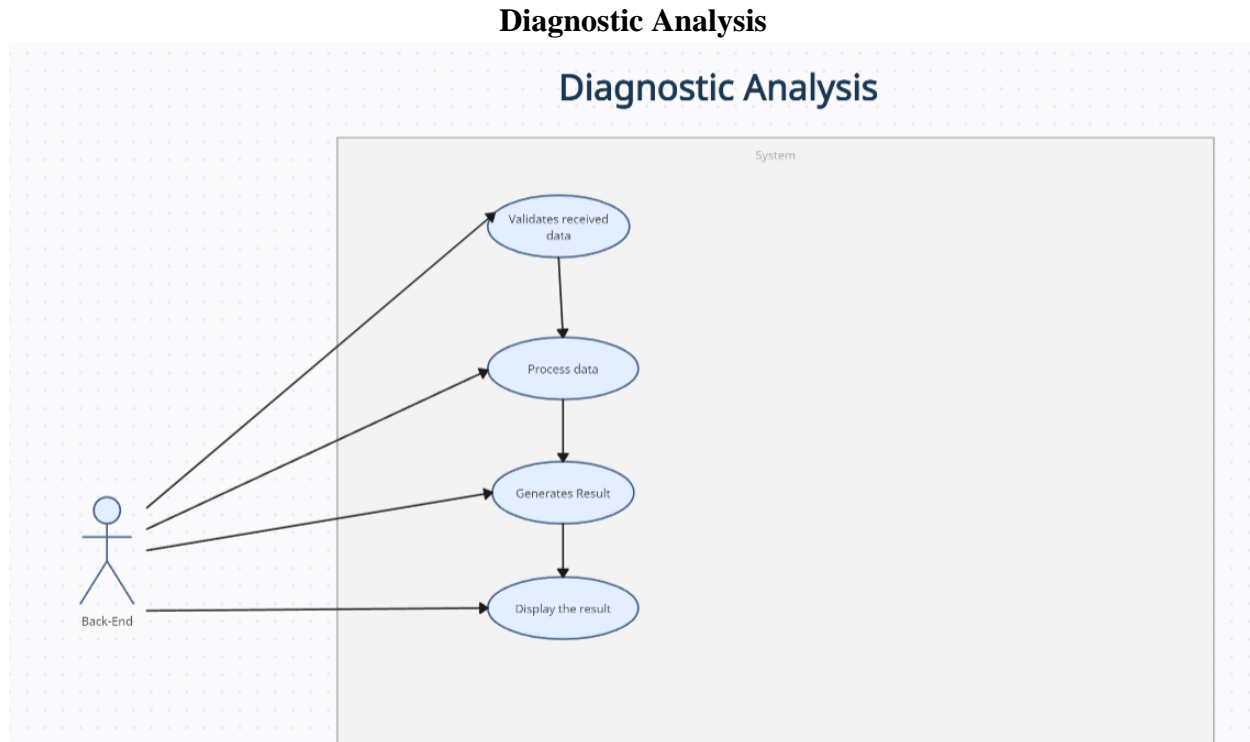 Diagnostic Analysis
Diagnostic Analysis
System
Validates received
data
Process data
Generates Result
Display the result
Back-End